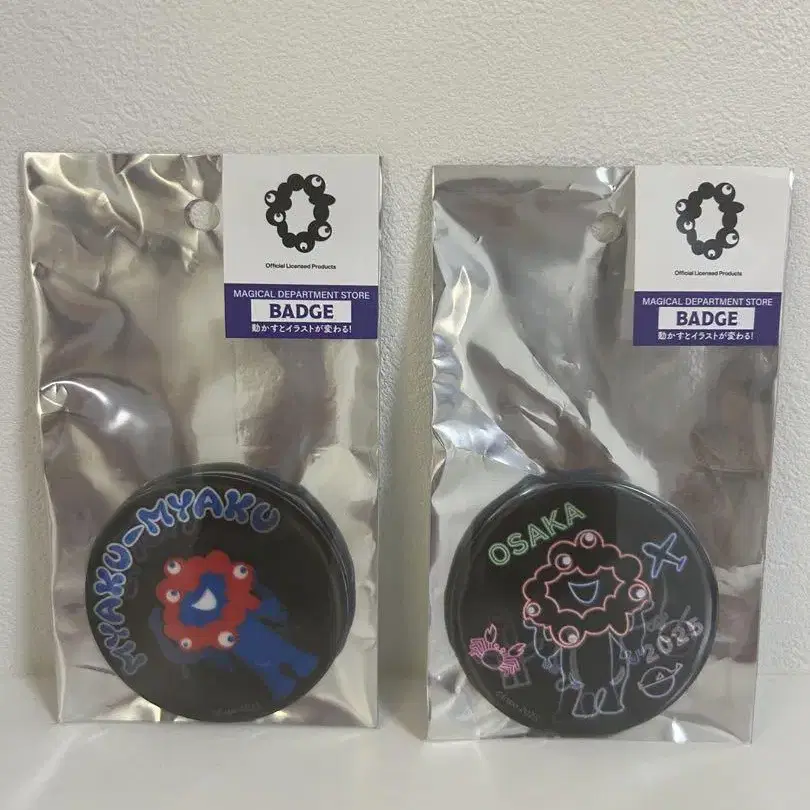 Official Licensed Products
MAGICAL DEPARTMENT STORE
BADGE
動かすとイラストが変わる!
MYAKU-MYAKU
Official Licensed Products
MAGICAL DEPARTMENT STORE
BADGE
動かすとイラストが変わる!
OSAKA
2025